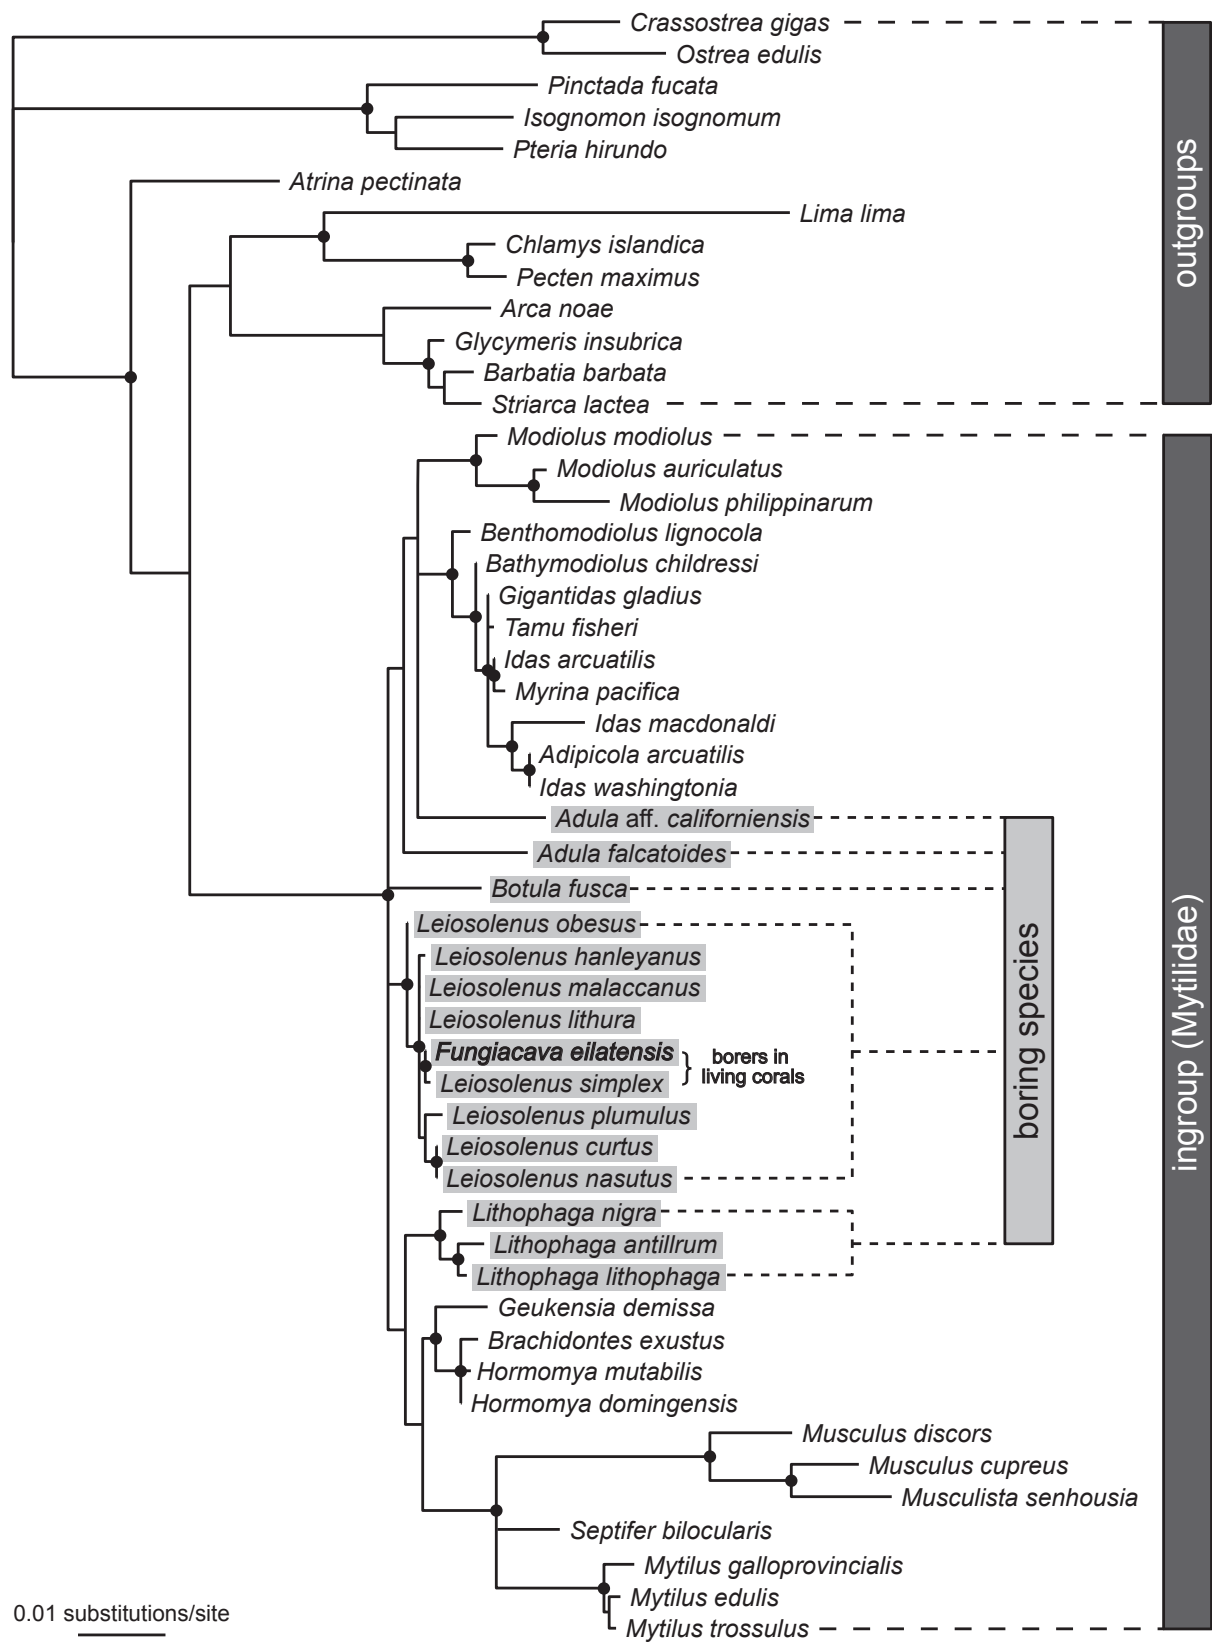 Crassostrea gigas
Ostrea edulis
Pinctada fucata
Isognomon isognomum
Pteria hirundo
Atrina pectinata
Lima lima
Chlamys islandica
Pecten maximus
Arca noae
Glycymeris insubrica
Barbatia barbata
Striarca lactea
outgroups
Modiolus modiolus
Modiolus auriculatus
Modiolus philippinarum
Benthomodiolus lignocola
Bathymodiolus childressi
Gigantidas gladius
Tamu fisheri
Idas arcuatilis
Myrina pacifica
Idas macdonaldi
Adipicola arcuatilis
Idas washingtonia
Adula aff. californiensis
Adula falcatoides
Botula fusca
Leiosolenus obesus
Leiosolenus hanleyanus
Leiosolenus malaccanus
Leiosolenus lithura
Fungiacava eilatensis
Leiosolenus simplex
} borers in
living corals
Leiosolenus plumulus
Leiosolenus curtus
Leiosolenus nasutus
Lithophaga nigra
Lithophaga antillrum
Lithophaga lithophaga
boring species
Geukensia demissa
Brachidontes exustus
Hormomya mutabilis
Hormomya domingensis
Musculus discors
Musculus cupreus
Musculista senhousia
Septifer bilocularis
Mytilus galloprovincialis
Mytilus edulis
Mytilus trossulus
ingroup (Mytilidae)
0.01 substitutions/site